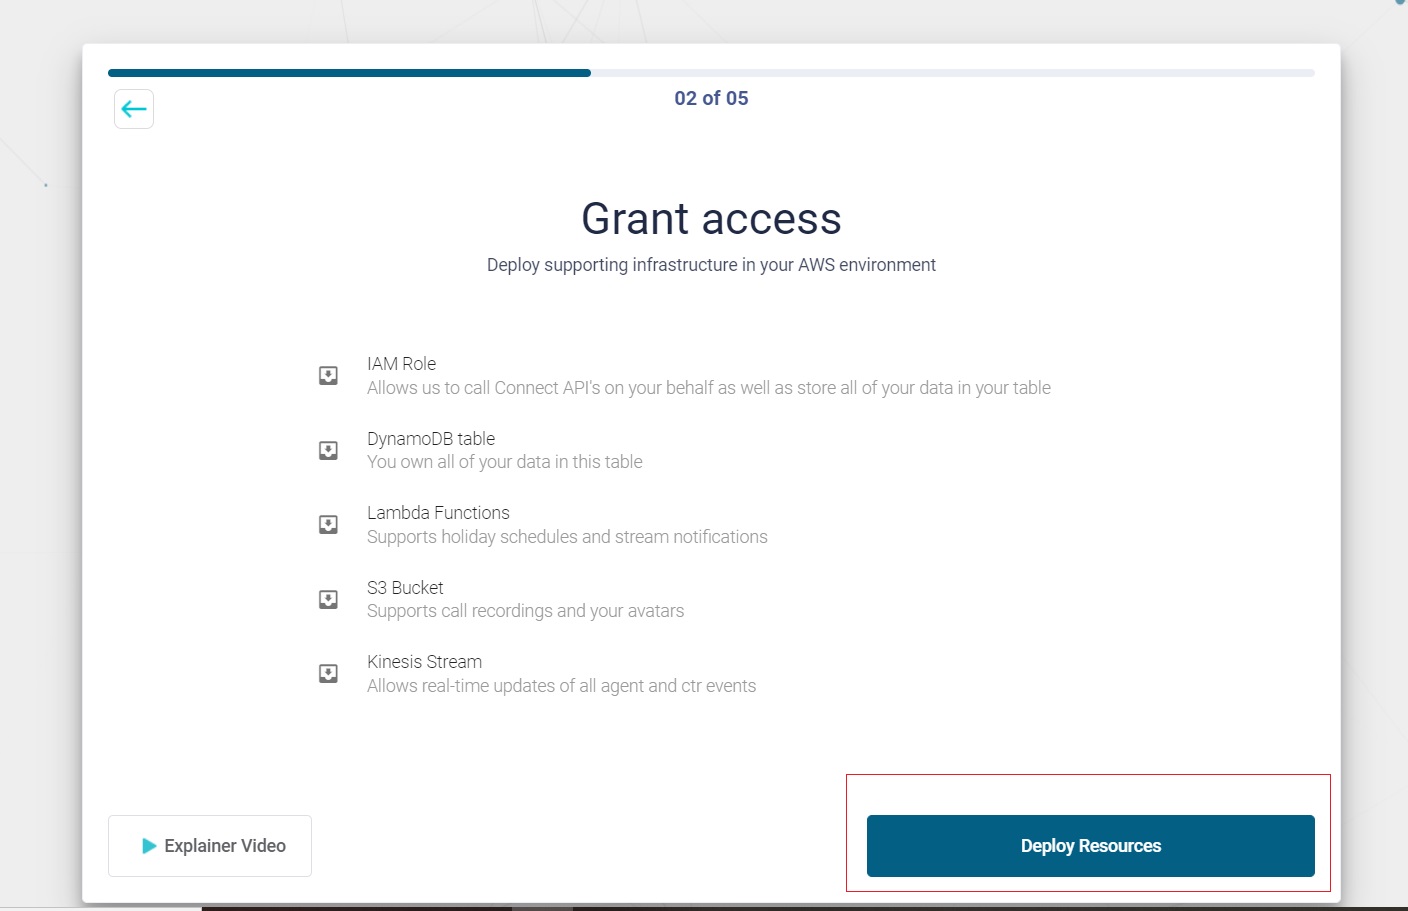 02 of 05
Grant access
Deploy supporting infrastructure in your AWS environment
IAM Role
Allows us to call Connect API's on your behalf as well as store all of your data in your table
DynamoDB table
You own all of your data in this table
Lambda Functions
Supports holiday schedules and stream notifications
S3 Bucket
Supports call recordings and your avatars
Kinesis Stream
Allows real-time updates of all agent and ctr events
Explainer Video
Deploy Resources